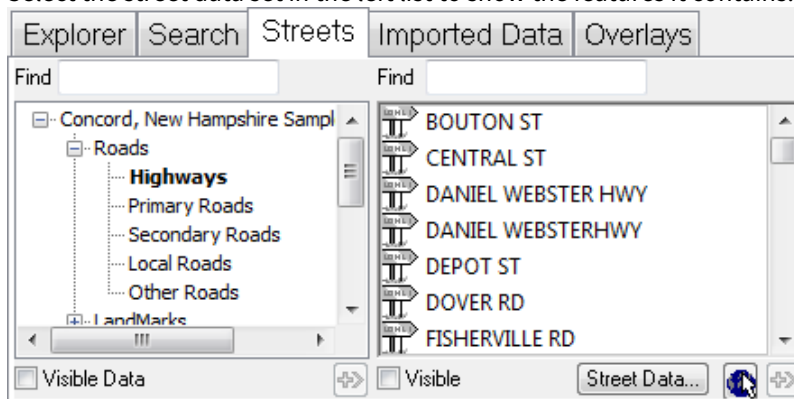 Explorer Search Streets Imported Data Overlays
Find Find
Concord, New Hampshire Sampl
Roads
Highways
Primary Roads
Secondary Roads
Local Roads
Other Roads
LandMarks
BOUTON ST
CENTRAL ST
DANIEL WEBSTER HWY
DANIEL WEBSTERHWY
DEPOT ST
DOVER RD
FISHERVILLE RD
Visible Data Visible Street Data...